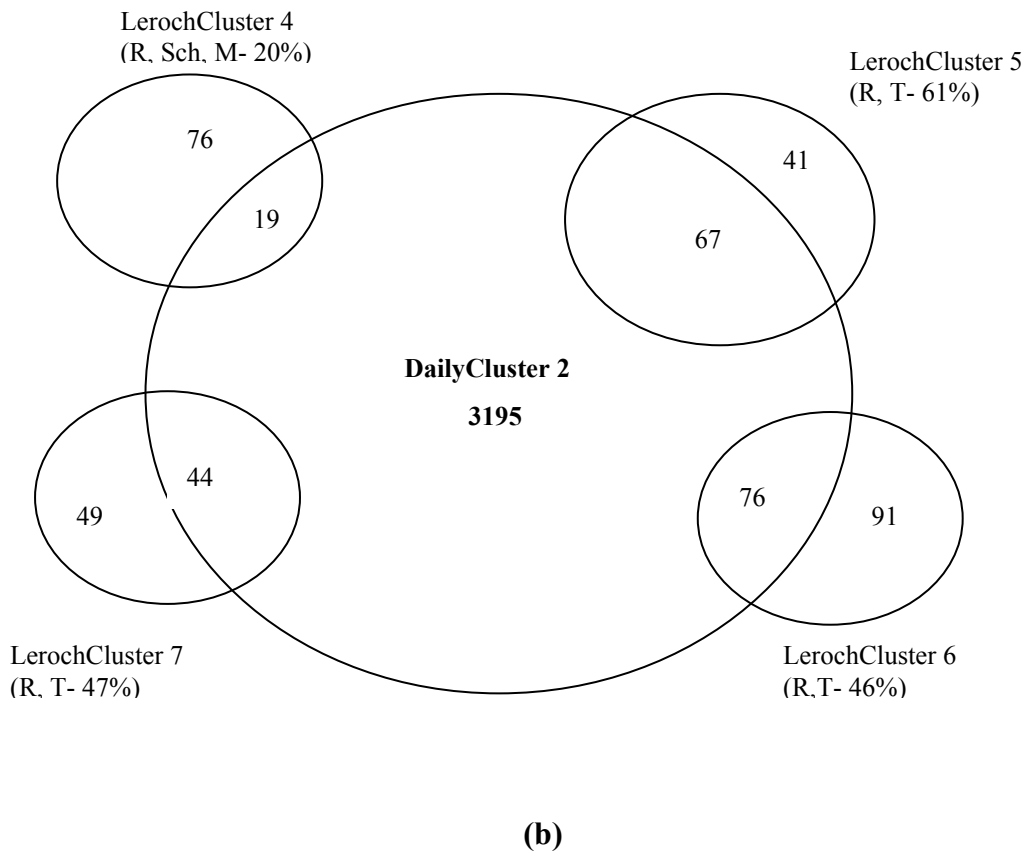 LerochCluster 4
(R, Sch, M- 20%)
LerochCluster 5
(R, T- 61%)
76
41
19
67
DailyCluster 2
3195
44
76
49
91
LerochCluster 7
(R, T- 47%)
LerochCluster 6
(R,T- 46%)
(b)